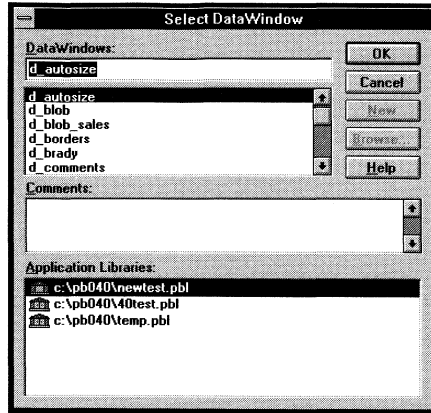 Select DataWindow
DataWindows:
d_autosize
d_autosize
d_blob
d_blob_sales
d_borders
d_brady
d_comments
OK
Cancel
New
Browse...
Help
Comments:
Application Libraries:
c:\pb040\newtest.pbl
c:\pb040\40test.pbl
c:\pb040\temp.pbl